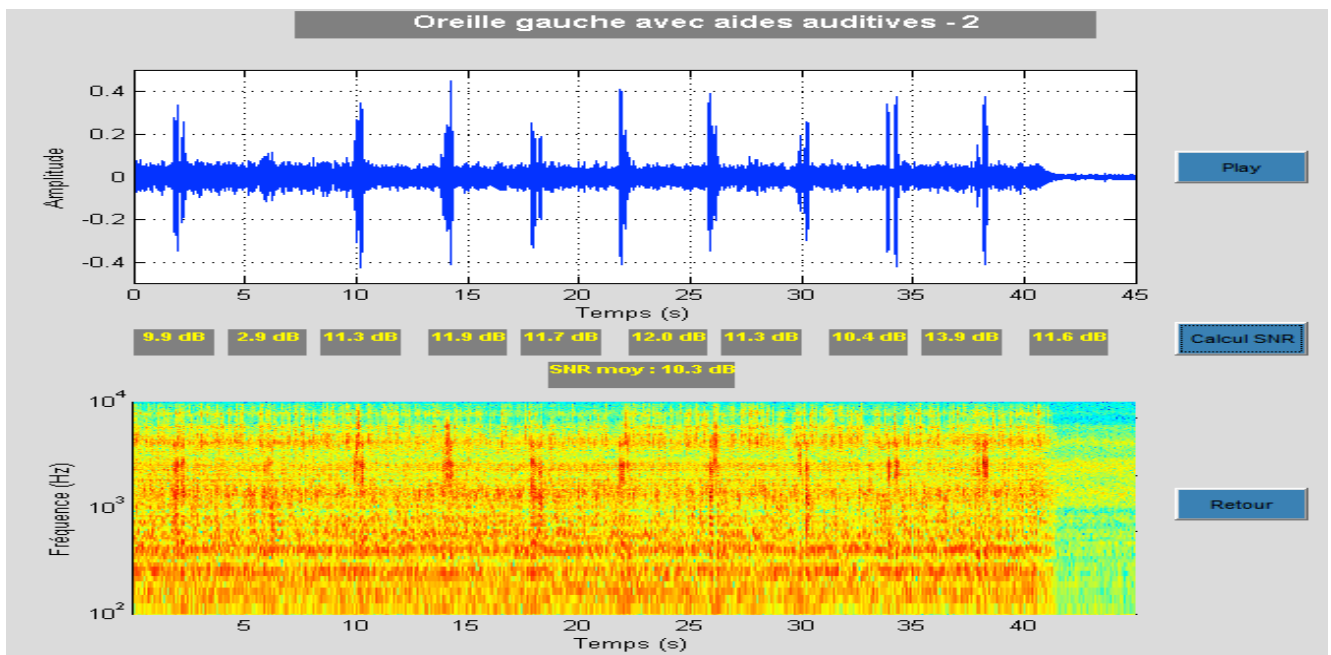 Oreille gauche avec aides auditives - 2
Amplitude
0.4
0.2
0
-0.2
-0.4
0 5 10 15 20 25 30 35 40 45
Temps (s)
Play
9.9 dB 2.9 dB 11.3 dB 11.9 dB 11.7 dB 12.0 dB 11.3 dB 10.4 dB 13.9 dB 11.6 dB
Calcul SNR
SNR moy : 10.3 dB
Fréquence (Hz)
10⁴
10³
10²
5 10 15 20 25 30 35 40
Temps (s)
Retour